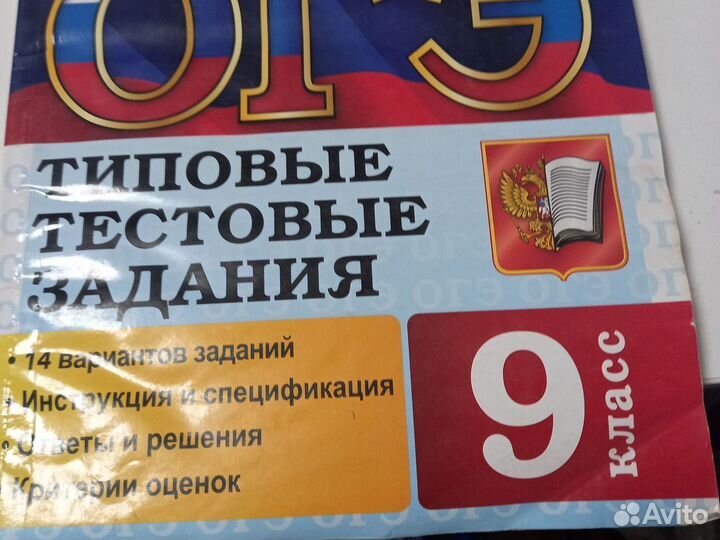 ОГЭ
ТИПОВЫЕ
ТЕСТОВЫЕ
ЗАДАНИЯ
• 14 вариантов заданий
• Инструкция и спецификация
• Ответы и решения
Критерии оценок
9
класс
Avito